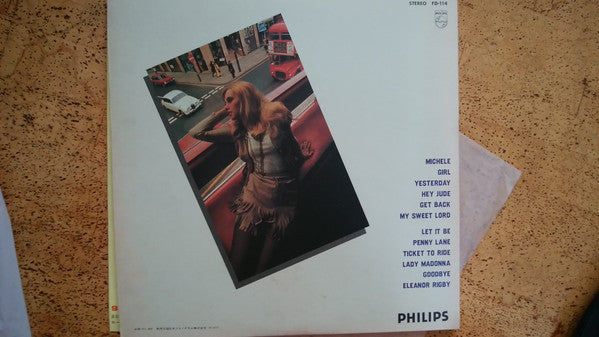 STEREO FD-114
PHILIPS
MICHELE
GIRL
YESTERDAY
HEY JUDE
GET BACK
MY SWEET LORD
LET IT BE
PENNY LANE
TICKET TO RIDE
LADY MADONNA
GOODBYE
ELEANOR RIGBY
PHILIPS